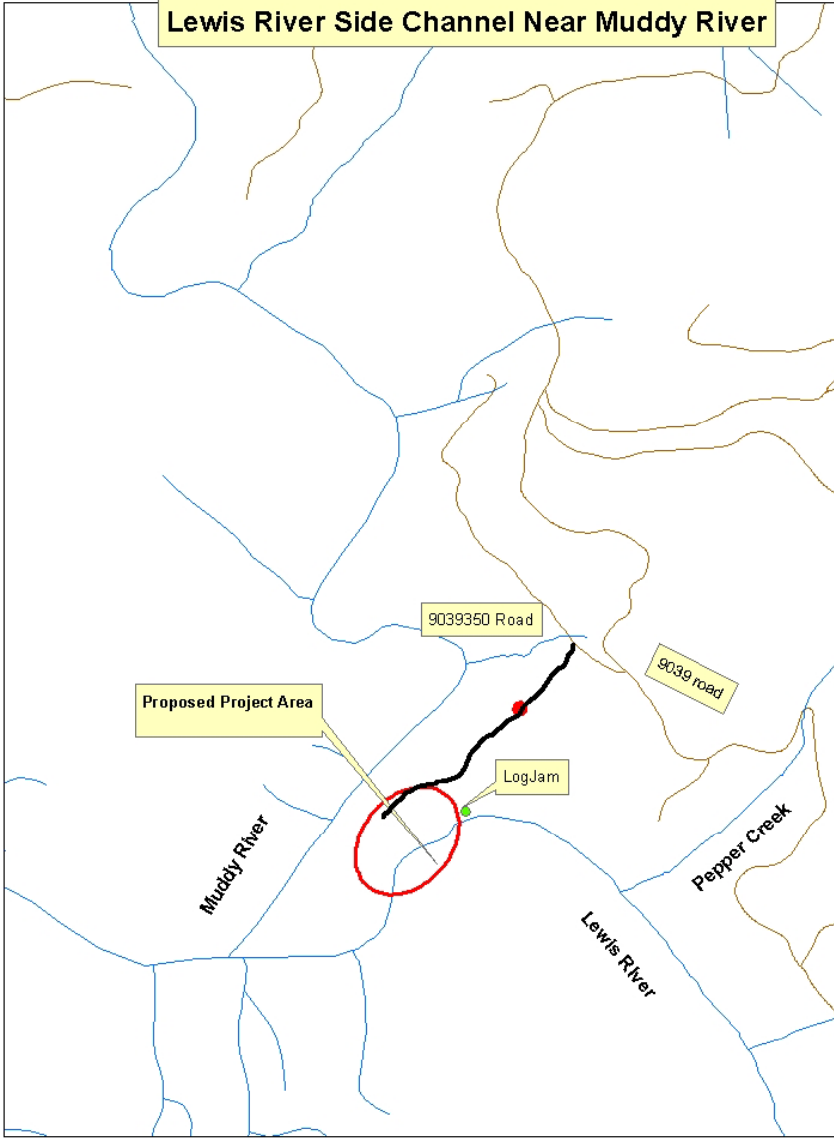 Lewis River Side Channel Near Muddy River
9039350 Road
9039 road
Proposed Project Area
LogJam
Muddy River
Pepper Creek
Lewis River